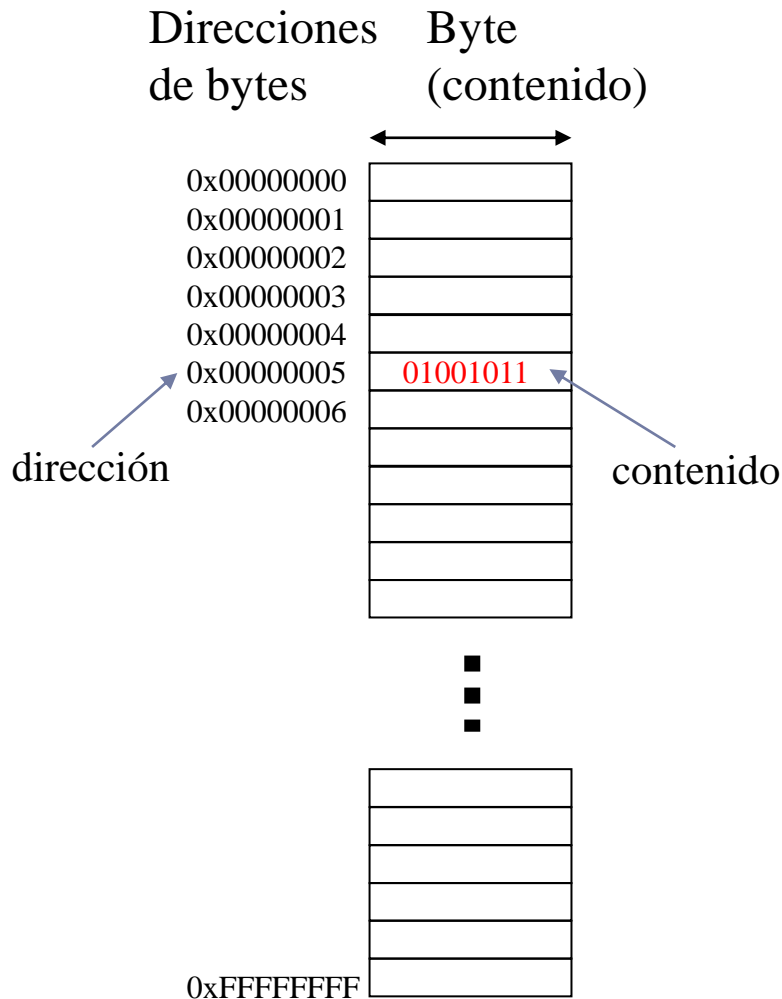 Direcciones
de bytes
Byte
(contenido)
0x00000000
0x00000001
0x00000002
0x00000003
0x00000004
0x00000005 01001011
0x00000006
dirección
contenido
0xFFFFFFFF